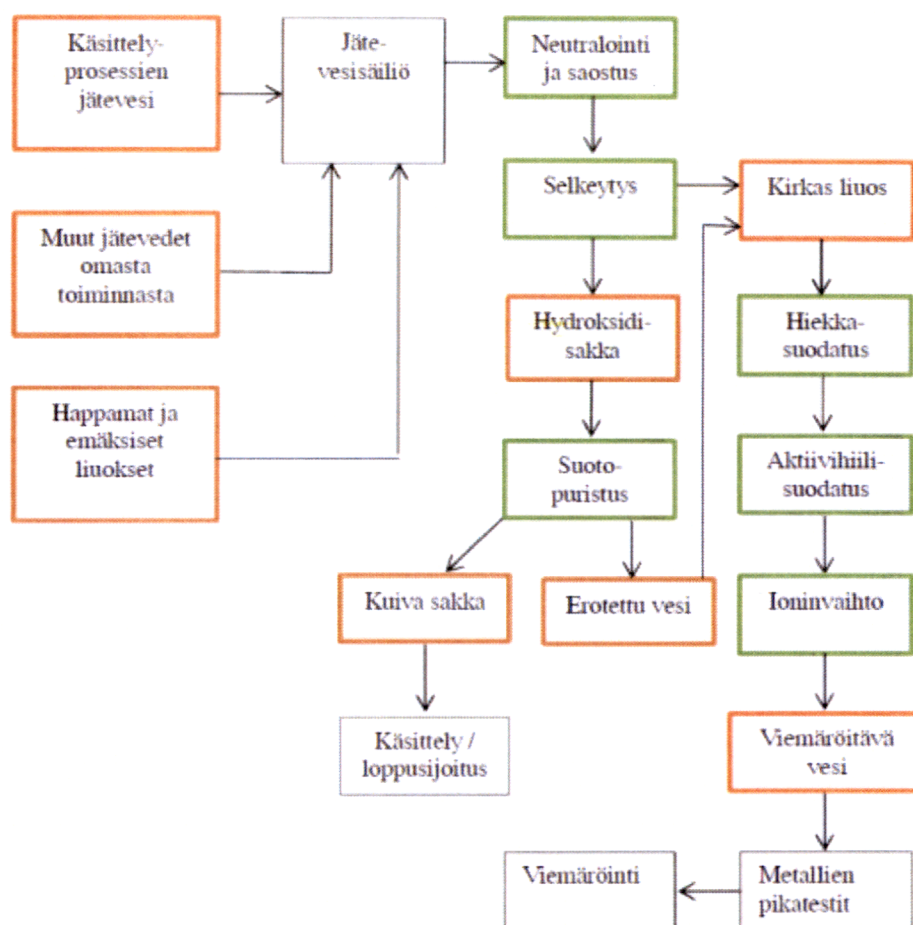 Käsittely-
prosessien
jätevesi
Jäte-
vesisäiliö
Neutralointi
ja saostus
Selkeytys
Kirkas liuos
Muut jätevedet
omasta
toiminnasta
Hydroksidi-
sakka
Hiekka-
suodatus
Happamat ja
emäksiset
liuokset
Suoto-
puristus
Aktiivihiili-
suodatus
Kuiva sakka
Erotettu vesi
Ioninvaihto
Käsittely /
loppusijoitus
Viemäröitävä
vesi
Viemäröinti
Metallien
pikatestit